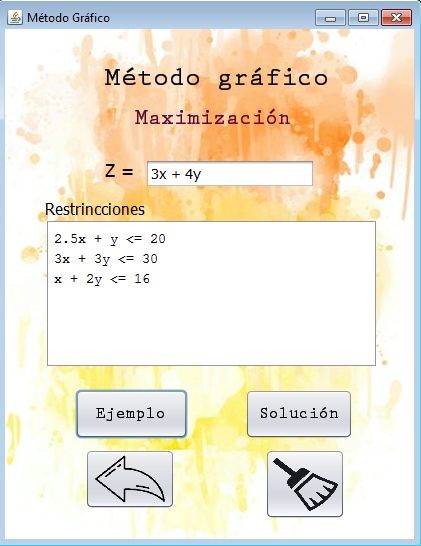 Método Gráfico
Método gráfico
Maximización
Z = 3x + 4y
Restrincciones
2.5x + y <= 20
3x + 3y <= 30
x + 2y <= 16
Ejemplo Solución